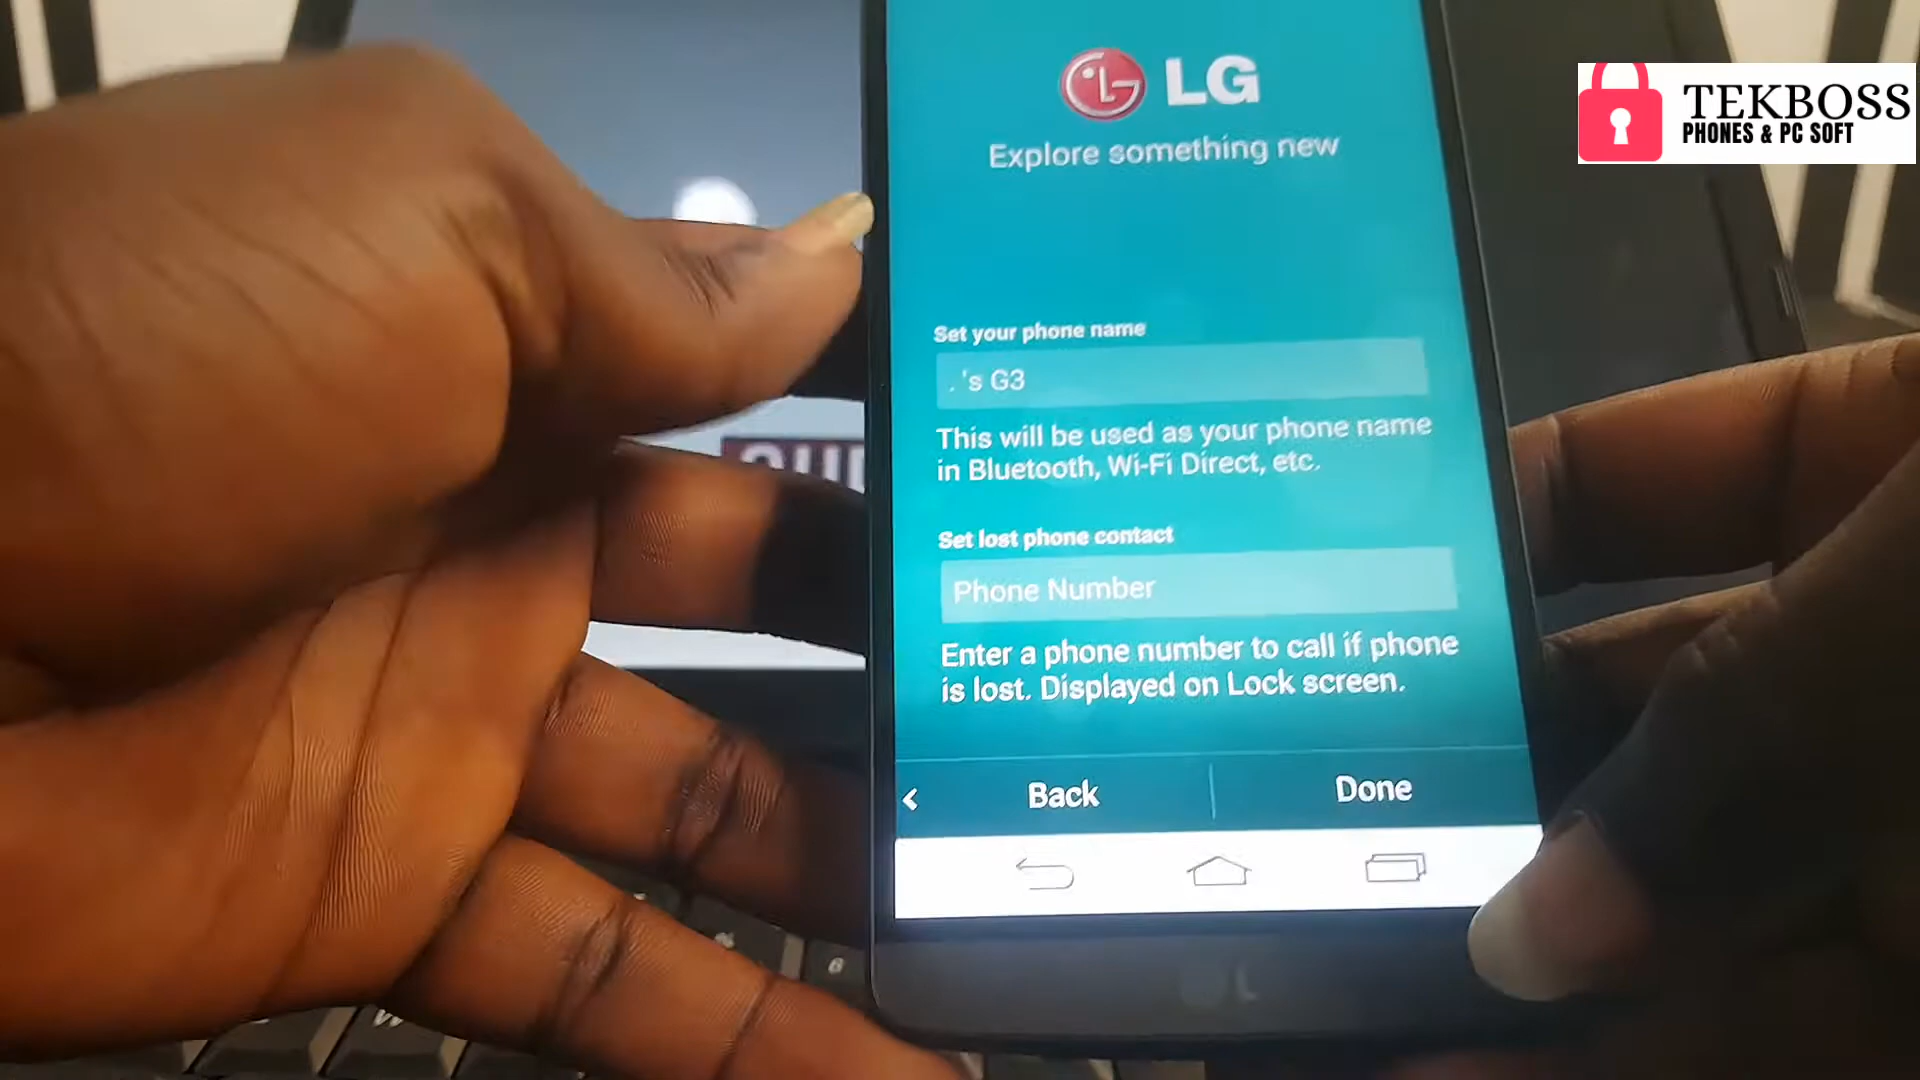 LG
Explore something new
TEKBOSS
PHONES & PC SOFT
Set your phone name
. 's G3
This will be used as your phone name
in Bluetooth, Wi-Fi Direct, etc.
Set lost phone contact
Phone Number
Enter a phone number to call if phone
is lost. Displayed on Lock screen.
Back
Done